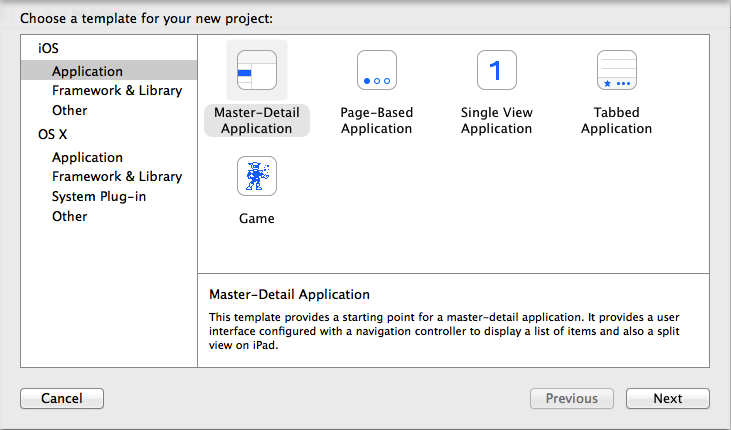 Choose a template for your new project:
iOS
Application
Framework & Library
Other
OS X
Application
Framework & Library
System Plug-in
Other
Master-Detail
Application
Page-Based
Application
1
Single View
Application
Tabbed
Application
Game
Master-Detail Application
This template provides a starting point for a master-detail application. It provides a user
interface configured with a navigation controller to display a list of items and also a split
view on iPad.
Cancel
Previous
Next